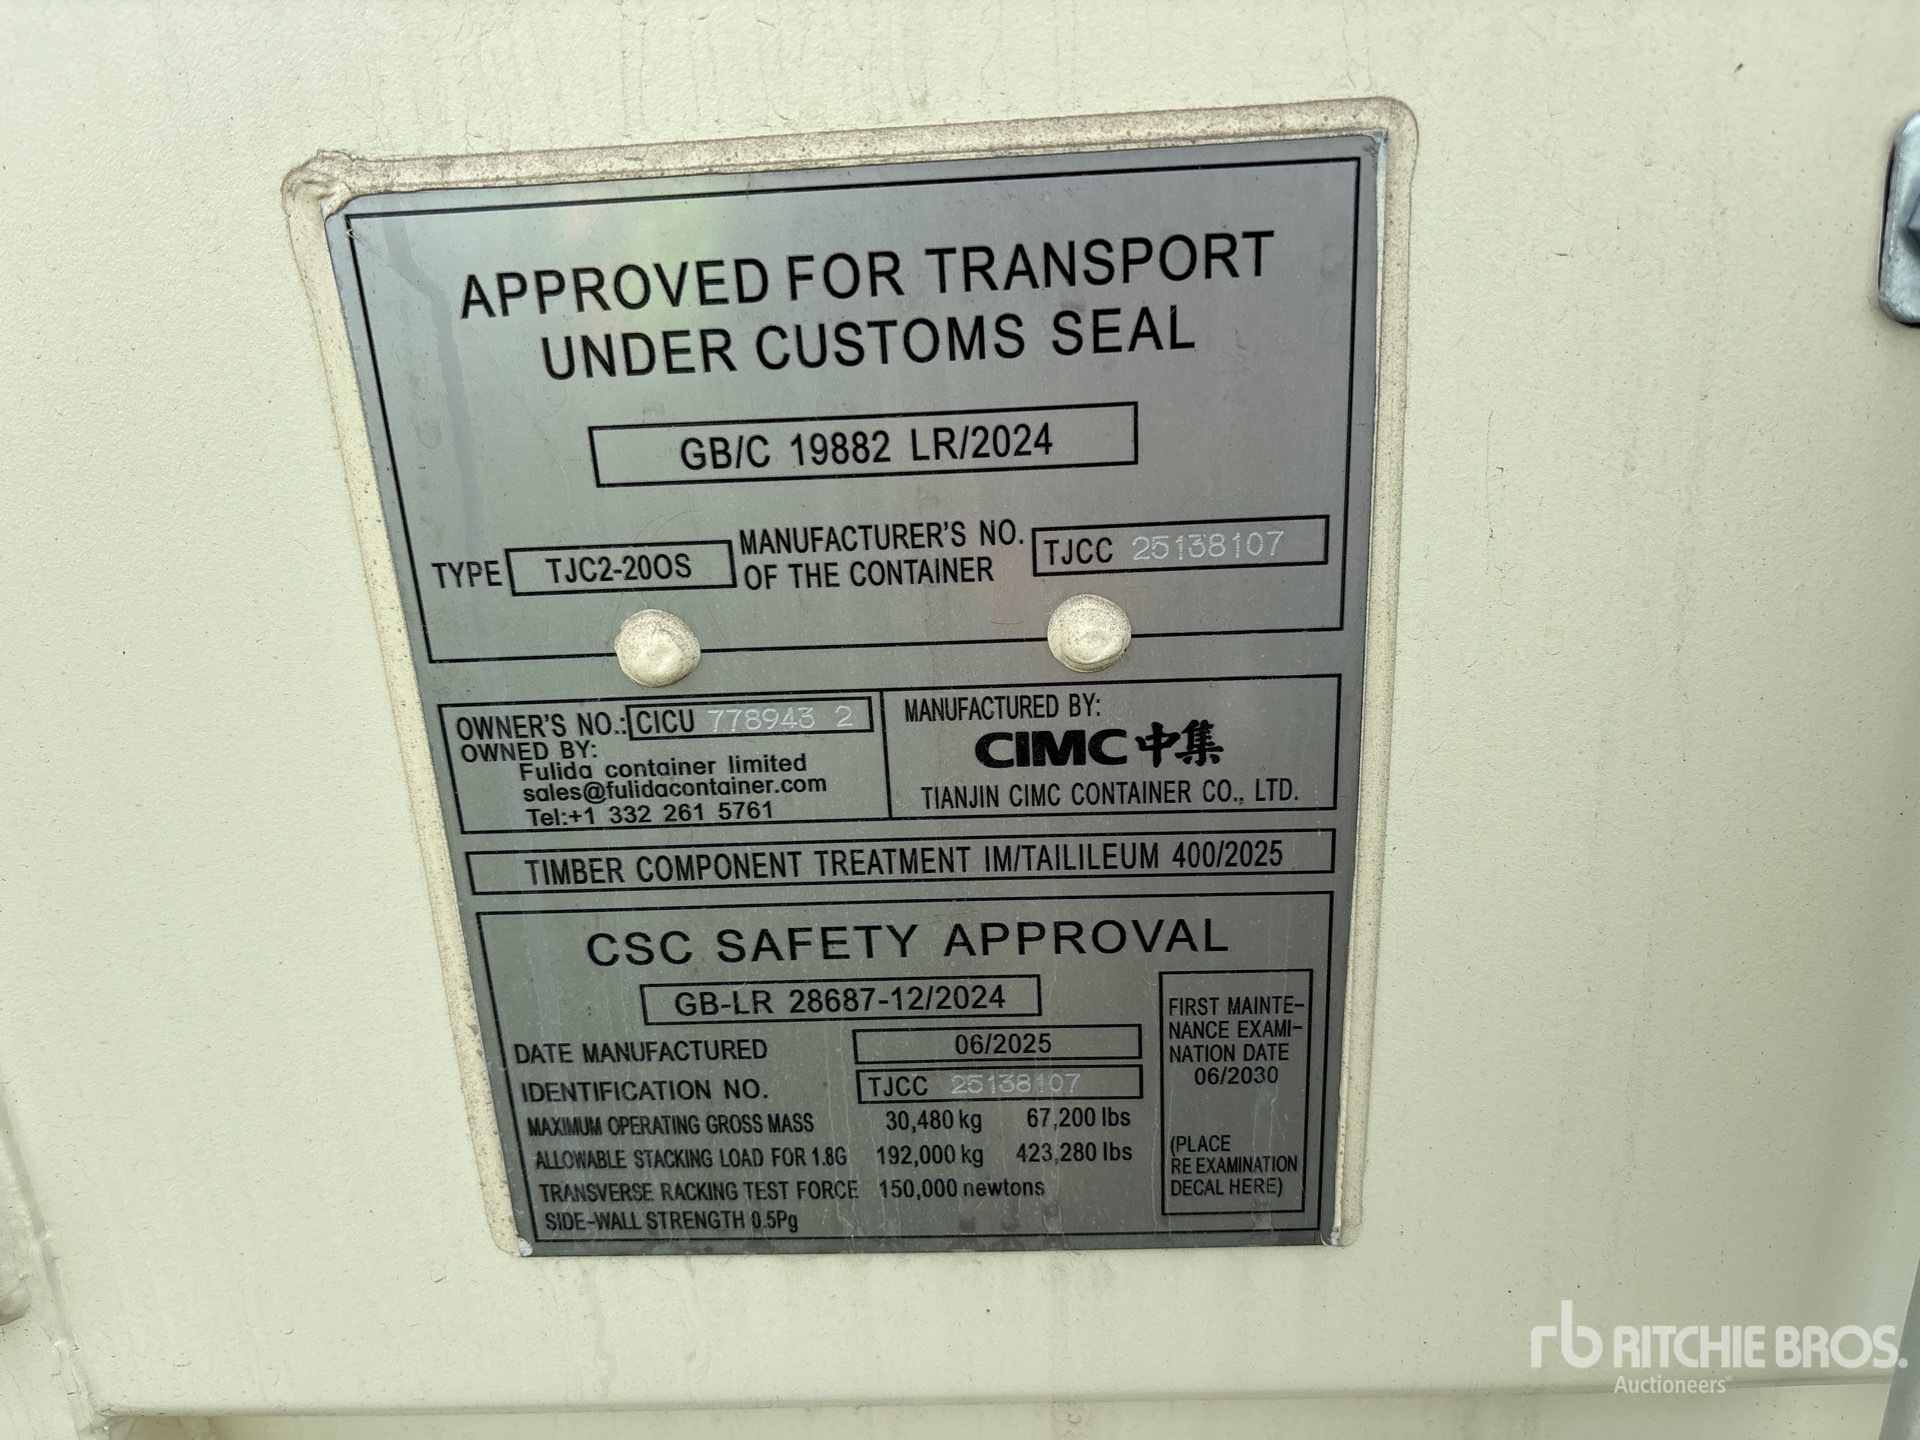 APPROVED FOR TRANSPORT
UNDER CUSTOMS SEAL
GB/C 19882 LR/2024
TYPE TJC2-20OS MANUFACTURER'S NO. OF THE CONTAINER TJCC 25138107
OWNER'S NO.: CICU 778943 2
OWNED BY:
Fulida container limited
sales@fulidacontainer.com
Tel:+1 332 261 5761
MANUFACTURED BY:
CIMC中集
TIANJIN CIMC CONTAINER CO., LTD.
TIMBER COMPONENT TREATMENT IM/TAILILEUM 400/2025
CSC SAFETY APPROVAL
GB-LR 28687-12/2024
DATE MANUFACTURED 06/2025
IDENTIFICATION NO. TJCC 25138107
MAXIMUM OPERATING GROSS MASS 30,480 kg 67,200 lbs
ALLOWABLE STACKING LOAD FOR 1.8G 192,000 kg 423,280 lbs
TRANSVERSE RACKING TEST FORCE 150,000 newtons
SIDE-WALL STRENGTH 0.5Pg
FIRST MAINTE-
NANCE EXAMI-
NATION DATE
06/2030
(PLACE
RE EXAMINATION
DECAL HERE)
rb RITCHIE BROS.
Auctioneers